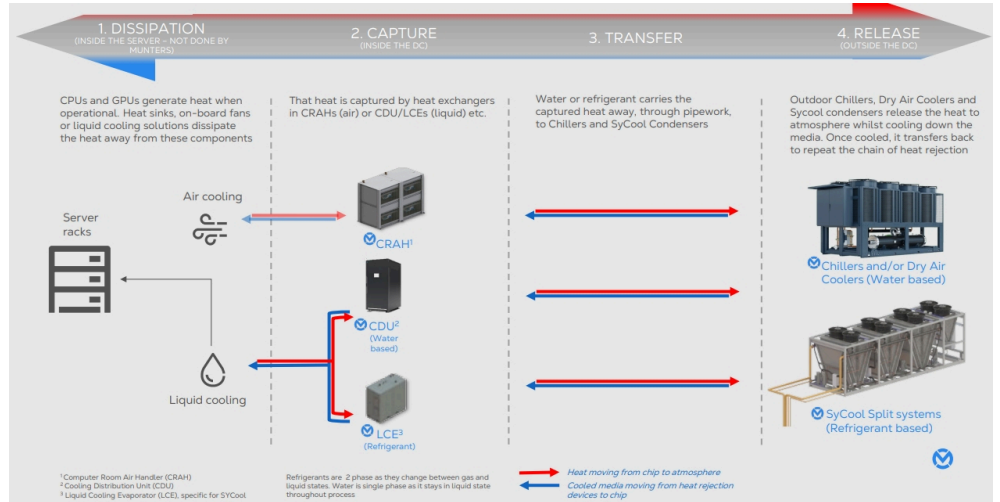 1. DISSIPATION
(INSIDE THE SERVER – NOT DONE BY
MUNTERS)
2. CAPTURE
(INSIDE THE DC)
3. TRANSFER
4. RELEASE
(OUTSIDE THE DC)
CPUs and GPUs generate heat when
operational. Heat sinks, on-board fans
or liquid cooling solutions dissipate
the heat away from these components
That heat is captured by heat exchangers
in CRAHs (air) or CDU/LCEs (liquid) etc.
Water or refrigerant carries the
captured heat away, through pipework,
to Chillers and SyCool Condensers
Outdoor Chillers, Dry Air Coolers and
Sycool condensers release the heat to
atmosphere whilst cooling down the
media. Once cooled, it transfers back
to repeat the chain of heat rejection
Air cooling
Server
racks
Liquid cooling
CRAH¹
CDU²
(Water
based)
LCE³
(Refrigerant)
Chillers and/or Dry Air
Coolers (Water based)
SyCool Split systems
(Refrigerant based)
¹ Computer Room Air Handler (CRAH)
² Cooling Distribution Unit (CDU)
³ Liquid Cooling Evaporator (LCE), specific for SYCool
Refrigerants are 2 phase as they change between gas and
liquid states. Water is single phase as it stays in liquid state
throughout process
Heat moving from chip to atmosphere
Cooled media moving from heat rejection
devices to chip